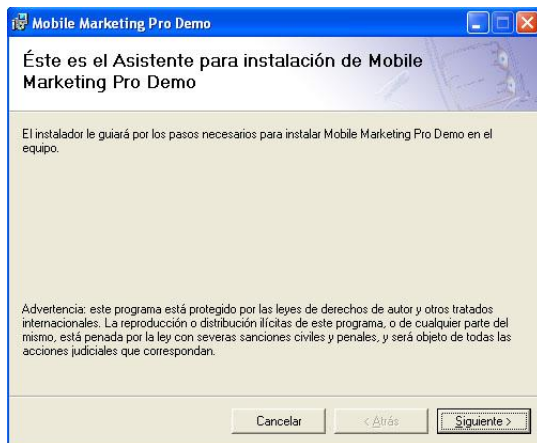 Mobile Marketing Pro Demo
Éste es el Asistente para instalación de Mobile
Marketing Pro Demo
El instalador le guiará por los pasos necesarios para instalar Mobile Marketing Pro Demo en el
equipo.
Advertencia: este programa está protegido por las leyes de derechos de autor y otros tratados
internacionales. La reproducción o distribución ilícitas de este programa, o de cualquier parte del
mismo, está penada por la ley con severas sanciones civiles y penales, y será objeto de todas las
acciones judiciales que correspondan.
Cancelar < Atrás Siguiente >